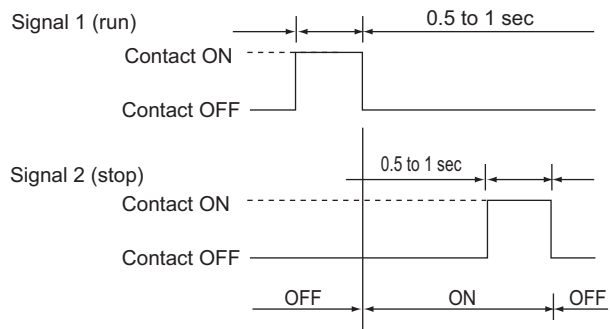 Signal 1 (run)
0.5 to 1 sec
Contact ON
Contact OFF
Signal 2 (stop)
0.5 to 1 sec
Contact ON
Contact OFF
OFF
ON
OFF